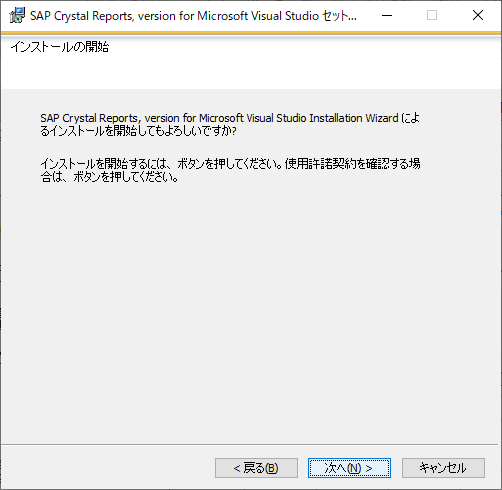 SAP Crystal Reports, version for Microsoft Visual Studio セット...
インストールの開始
SAP Crystal Reports, version for Microsoft Visual Studio Installation Wizard によ
るインストールを開始してもよろしいですか?
インストールを開始するには、ボタンを押してください。使用許諾契約を確認する場
合は、ボタンを押してください。
< 戻る(B)
次へ(N) >
キャンセル